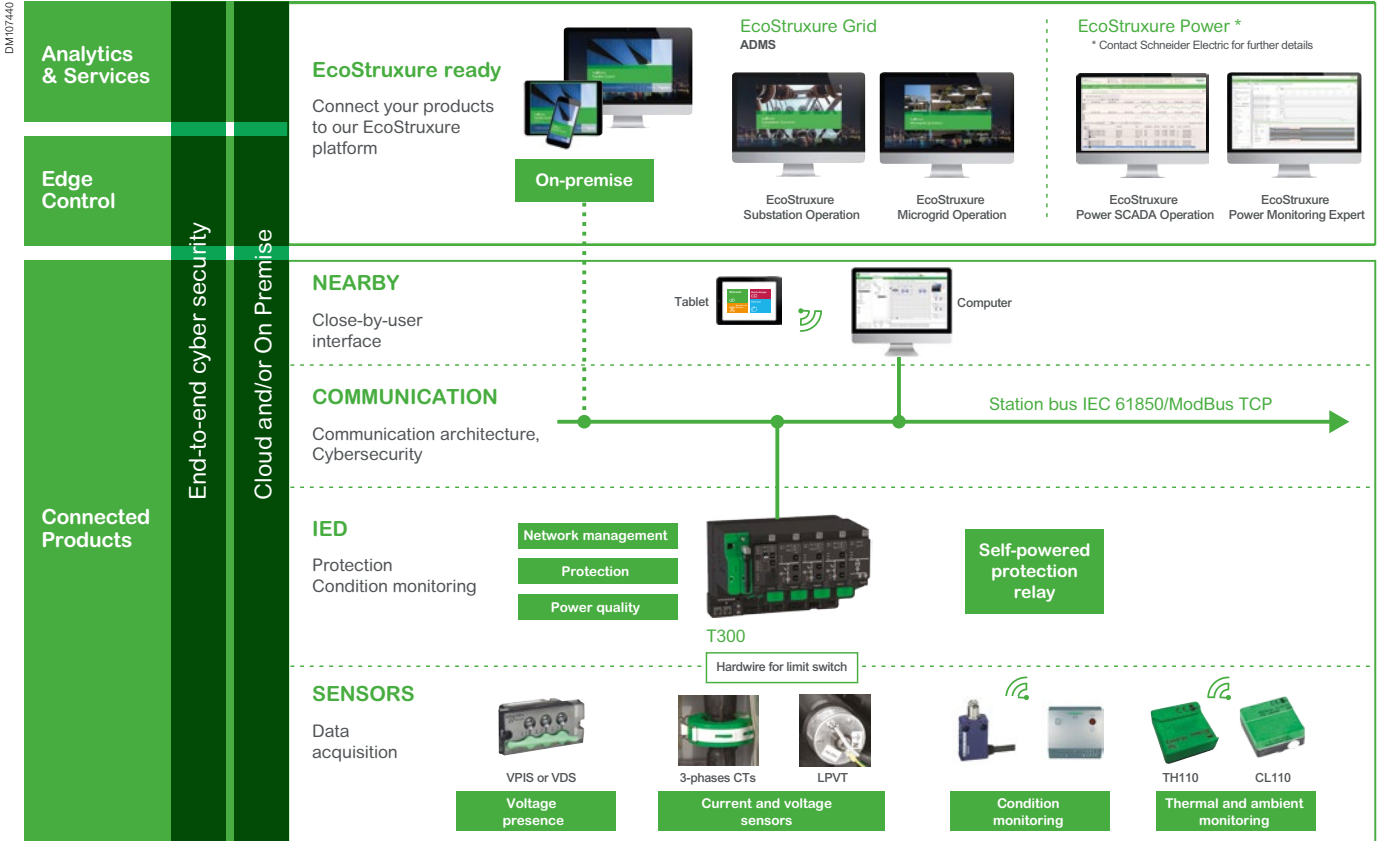 DM107440
Analytics
& Services
Edge
Control
Connected
Products
End-to-end cyber security
Cloud and/or On Premise
EcoStruxure ready
Connect your products
to our EcoStruxure
platform
On-premise
EcoStruxure Grid
ADMS
EcoStruxure
Substation Operation
EcoStruxure
Microgrid Operation
EcoStruxure Power *
* Contact Schneider Electric for further details
EcoStruxure
Power SCADA Operation
EcoStruxure
Power Monitoring Expert
NEARBY
Close-by-user
interface
Tablet
Computer
COMMUNICATION
Communication architecture,
Cybersecurity
Station bus IEC 61850/ModBus TCP
IED
Protection
Condition monitoring
Network management
Protection
Power quality
T300
Self-powered
protection
relay
Hardwire for limit switch
SENSORS
Data
acquisition
VPIS or VDS
Voltage
presence
3-phases CTs
LPVT
Current and voltage
sensors
Condition
monitoring
TH110
CL110
Thermal and ambient
monitoring